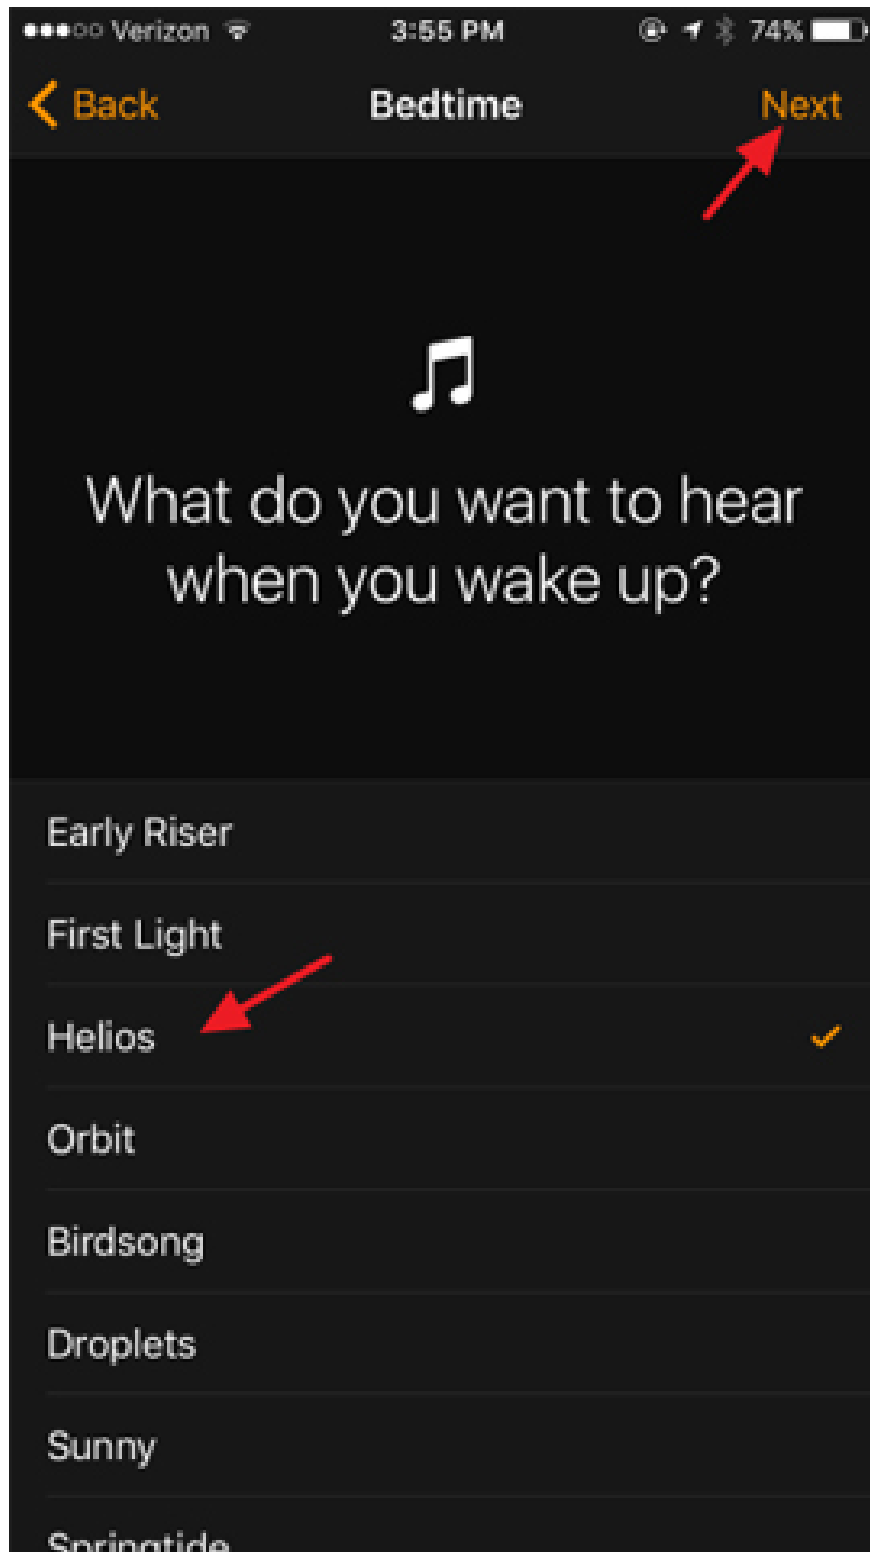 Verizon 3:55 PM 74%
Back Bedtime Next
What do you want to hear
when you wake up?
Early Riser
First Light
Helios
Orbit
Birdsong
Droplets
Sunny
Springtide